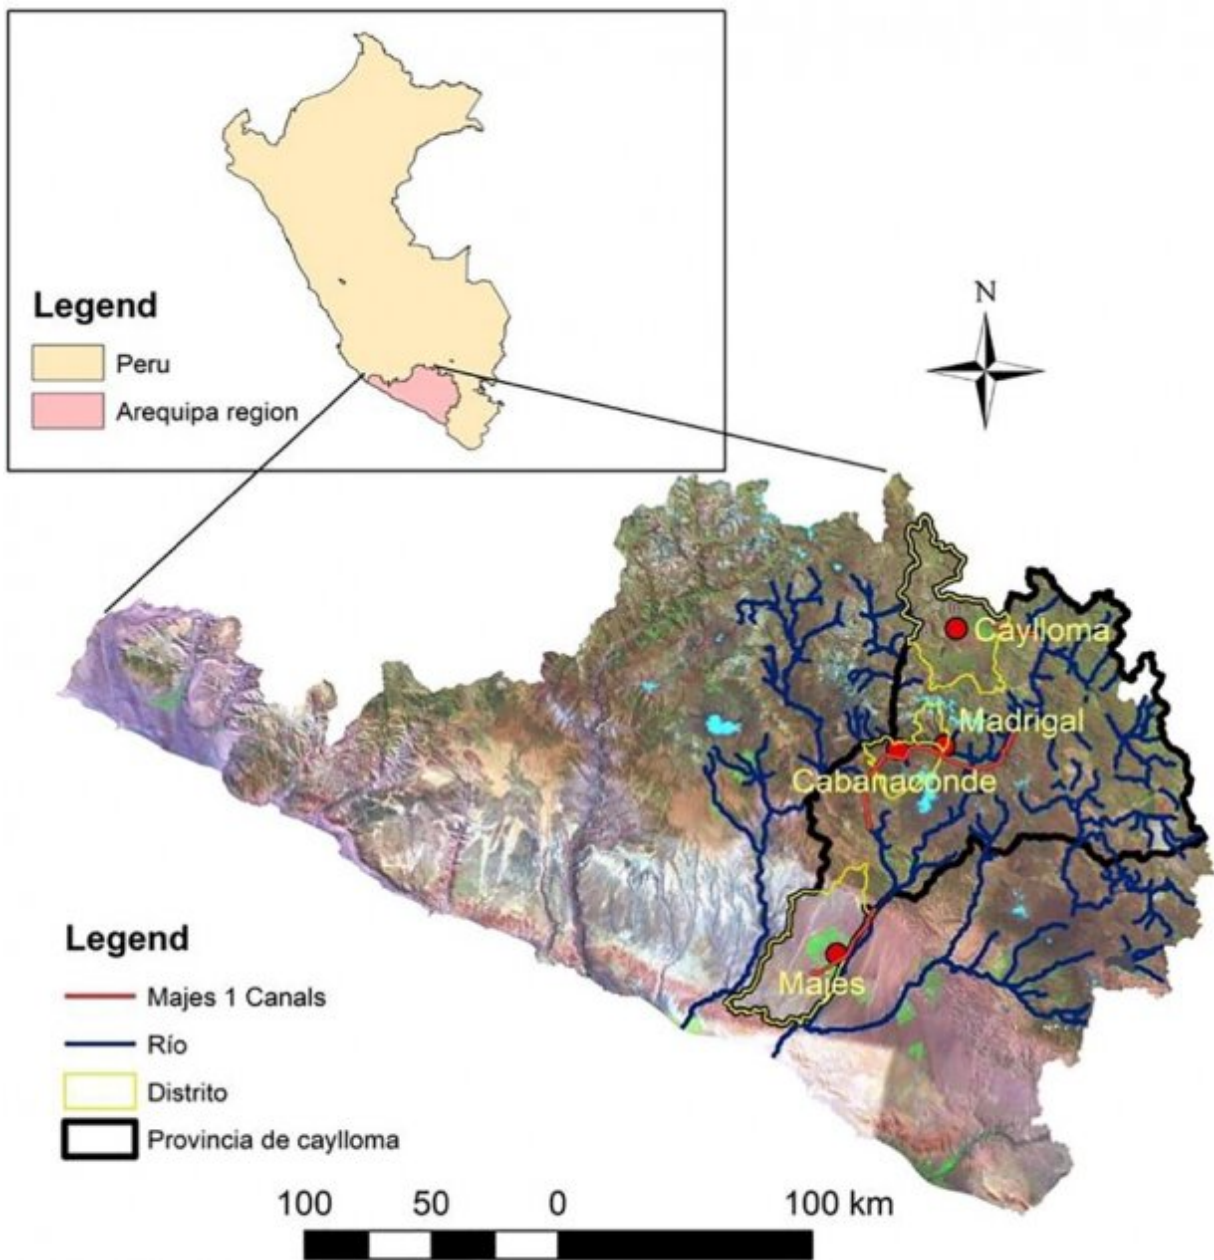 Legend
Peru
Arequipa region
N
Caylloma
Madrigal
Cabanaconde
Majes
Legend
Majes 1 Canals
Río
Distrito
Provincia de caylloma
100 50 0 100 km